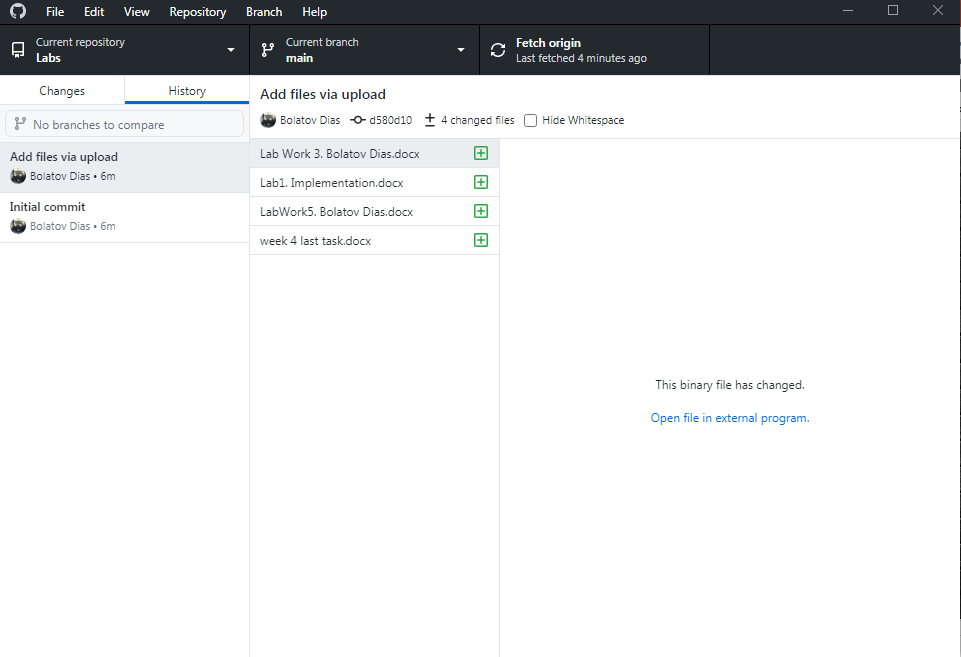 File Edit View Repository Branch Help
Current repository
Labs
Current branch
main
Fetch origin
Last fetched 4 minutes ago
Changes
History
No branches to compare
Add files via upload
Bolatov Dias • 6m
Initial commit
Bolatov Dias • 6m
Add files via upload
Bolatov Dias d580d10 4 changed files Hide Whitespace
Lab Work 3. Bolatov Dias.docx
Lab1. Implementation.docx
LabWork5. Bolatov Dias.docx
week 4 last task.docx
This binary file has changed.
Open file in external program.